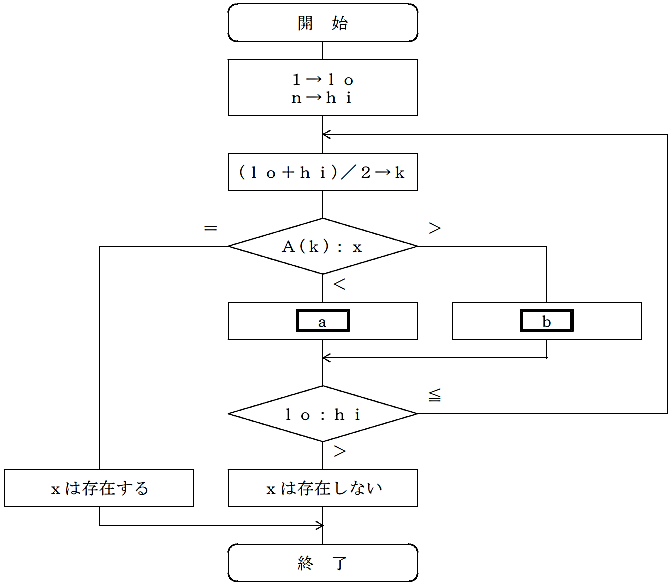 開 始
1→lo
n→hi
(lo+hi)／2→k
＝
＞
A(k):x
＜
a
b
lo:hi
≦
＞
xは存在する
xは存在しない
終 了